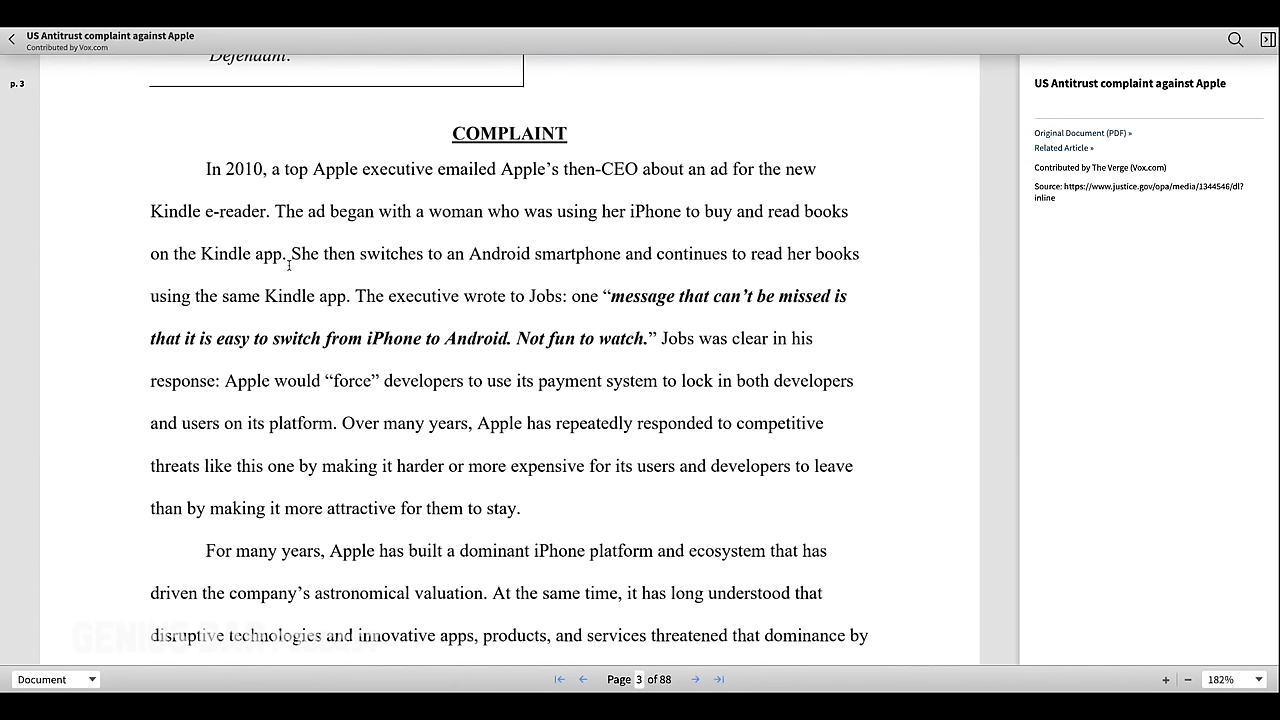 US Antitrust complaint against Apple
Contributed by Vox.com
p. 3
Defendant.
COMPLAINT
In 2010, a top Apple executive emailed Apple’s then-CEO about an ad for the new
Kindle e-reader. The ad began with a woman who was using her iPhone to buy and read books
on the Kindle app. She then switches to an Android smartphone and continues to read her books
using the same Kindle app. The executive wrote to Jobs: one “message that can’t be missed is
that it is easy to switch from iPhone to Android. Not fun to watch.” Jobs was clear in his
response: Apple would “force” developers to use its payment system to lock in both developers
and users on its platform. Over many years, Apple has repeatedly responded to competitive
threats like this one by making it harder or more expensive for its users and developers to leave
than by making it more attractive for them to stay.
For many years, Apple has built a dominant iPhone platform and ecosystem that has
driven the company’s astronomical valuation. At the same time, it has long understood that
disruptive technologies and innovative apps, products, and services threatened that dominance by
GENIUS BAR
US Antitrust complaint against Apple
Original Document (PDF) »
Related Article »
Contributed by The Verge (Vox.com)
Source: https://www.justice.gov/opa/media/1344546/dl?
inline
Document
Page 3 of 88
+ − 182%